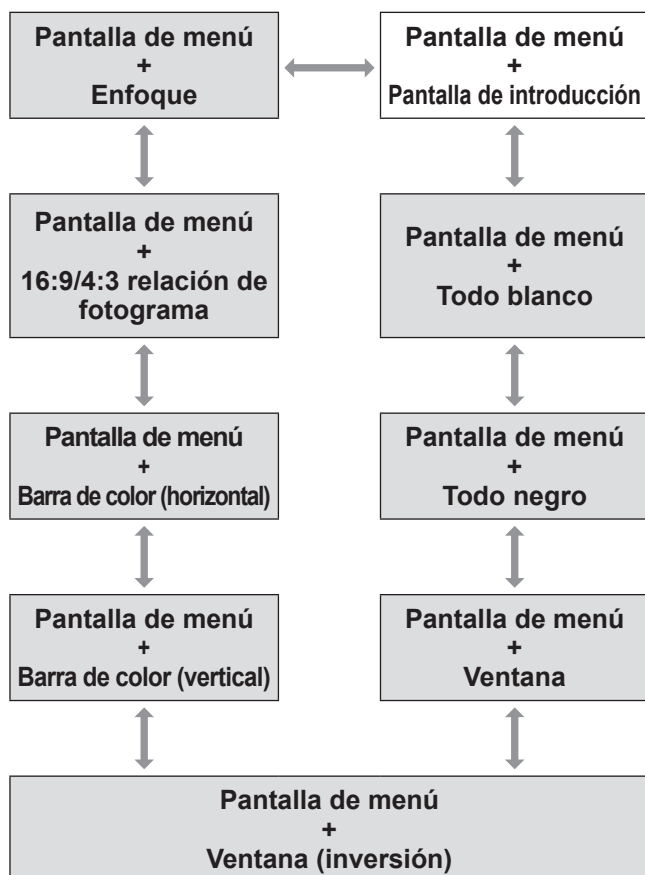 Pantalla de menú
+
Enfoque
Pantalla de menú
+
Pantalla de introducción
Pantalla de menú
+
16:9/4:3 relación de
fotograma
Pantalla de menú
+
Todo blanco
Pantalla de menú
+
Barra de color (horizontal)
Pantalla de menú
+
Todo negro
Pantalla de menú
+
Barra de color (vertical)
Pantalla de menú
+
Ventana
Pantalla de menú
+
Ventana (inversión)